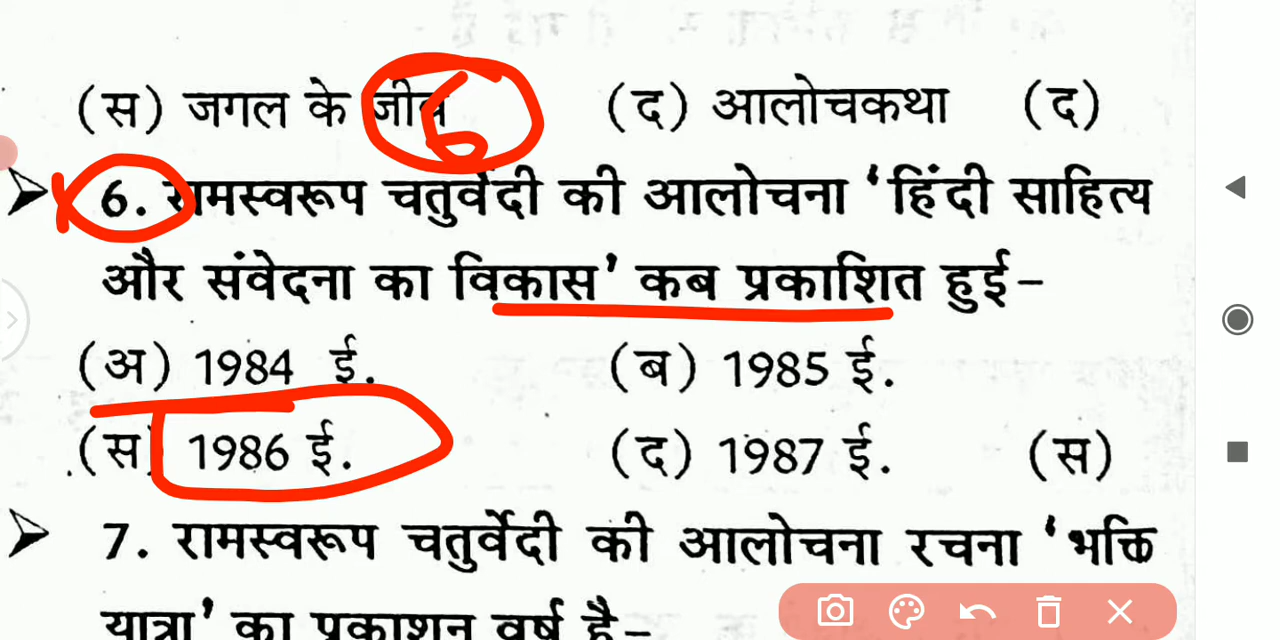 (स) जगल के जीव (द) आलोचकथा (द)
6
6. रामस्वरूप चतुर्वेदी की आलोचना ‘हिंदी साहित्य
और संवेदना का विकास’ कब प्रकाशित हुई–
(अ) 1984 ई. (ब) 1985 ई.
(स) 1986 ई. (द) 1987 ई. (स)
7. रामस्वरूप चतुर्वेदी की आलोचना रचना ‘भक्ति
यात्रा’ का प्रकाशन वर्ष है–